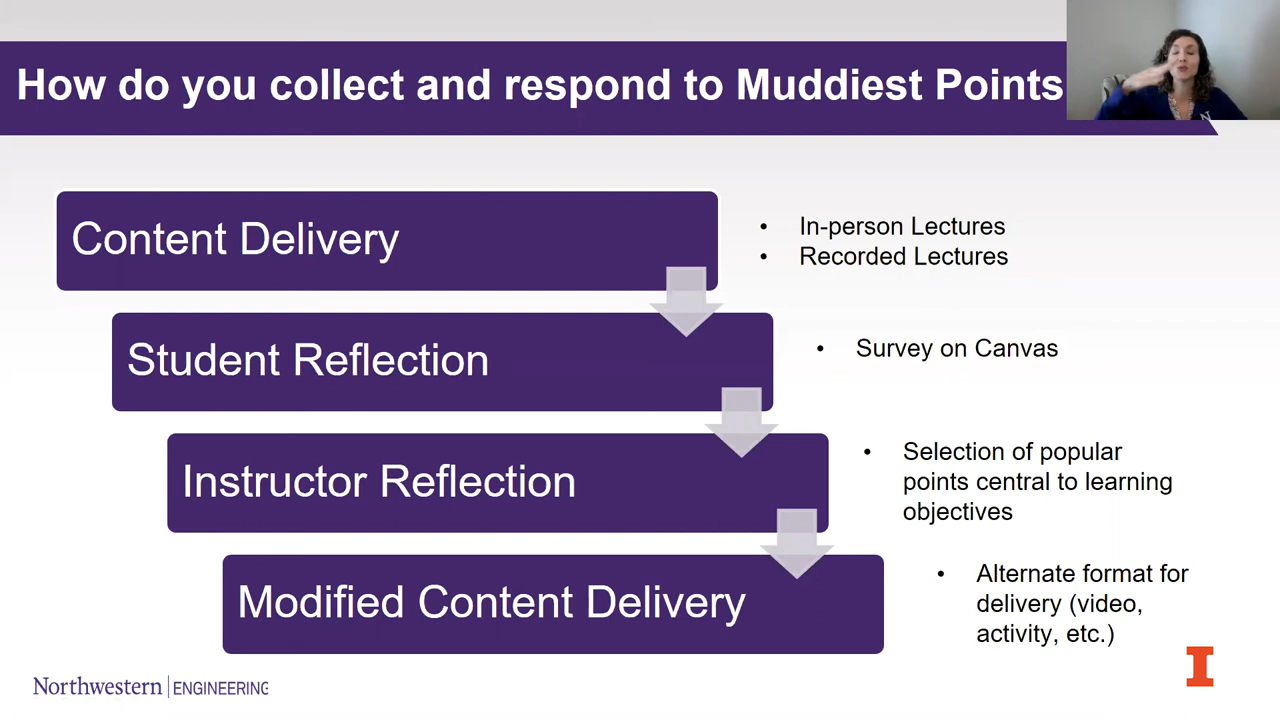 How do you collect and respond to Muddiest Points
Content Delivery
• In-person Lectures
• Recorded Lectures
Student Reflection
• Survey on Canvas
Instructor Reflection
• Selection of popular
points central to learning
objectives
Modified Content Delivery
• Alternate format for
delivery (video,
activity, etc.)
Northwestern | ENGINEERING
I
N